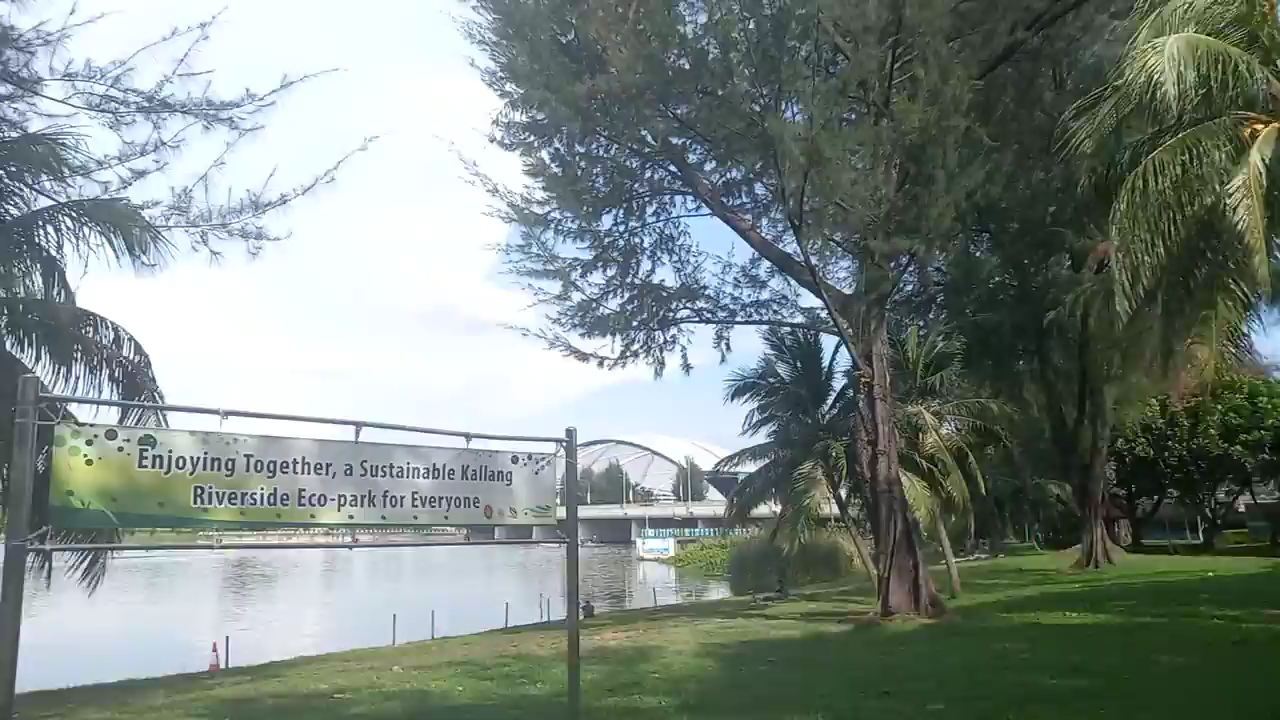 Enjoying Together, a Sustainable Kallang
Riverside Eco-park for Everyone